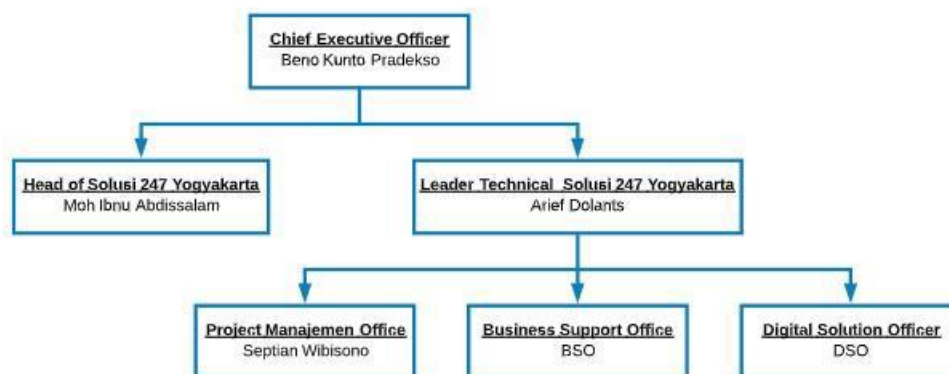 Chief Executive Officer
Beno Kunto Pradekso
Head of Solusi 247 Yogyakarta
Moh Ibnu Abdissalam
Leader Technical Solusi 247 Yogyakarta
Arief Dolants
Project Manajemen Office
Septian Wibisono
Business Support Office
BSO
Digital Solution Officer
DSO